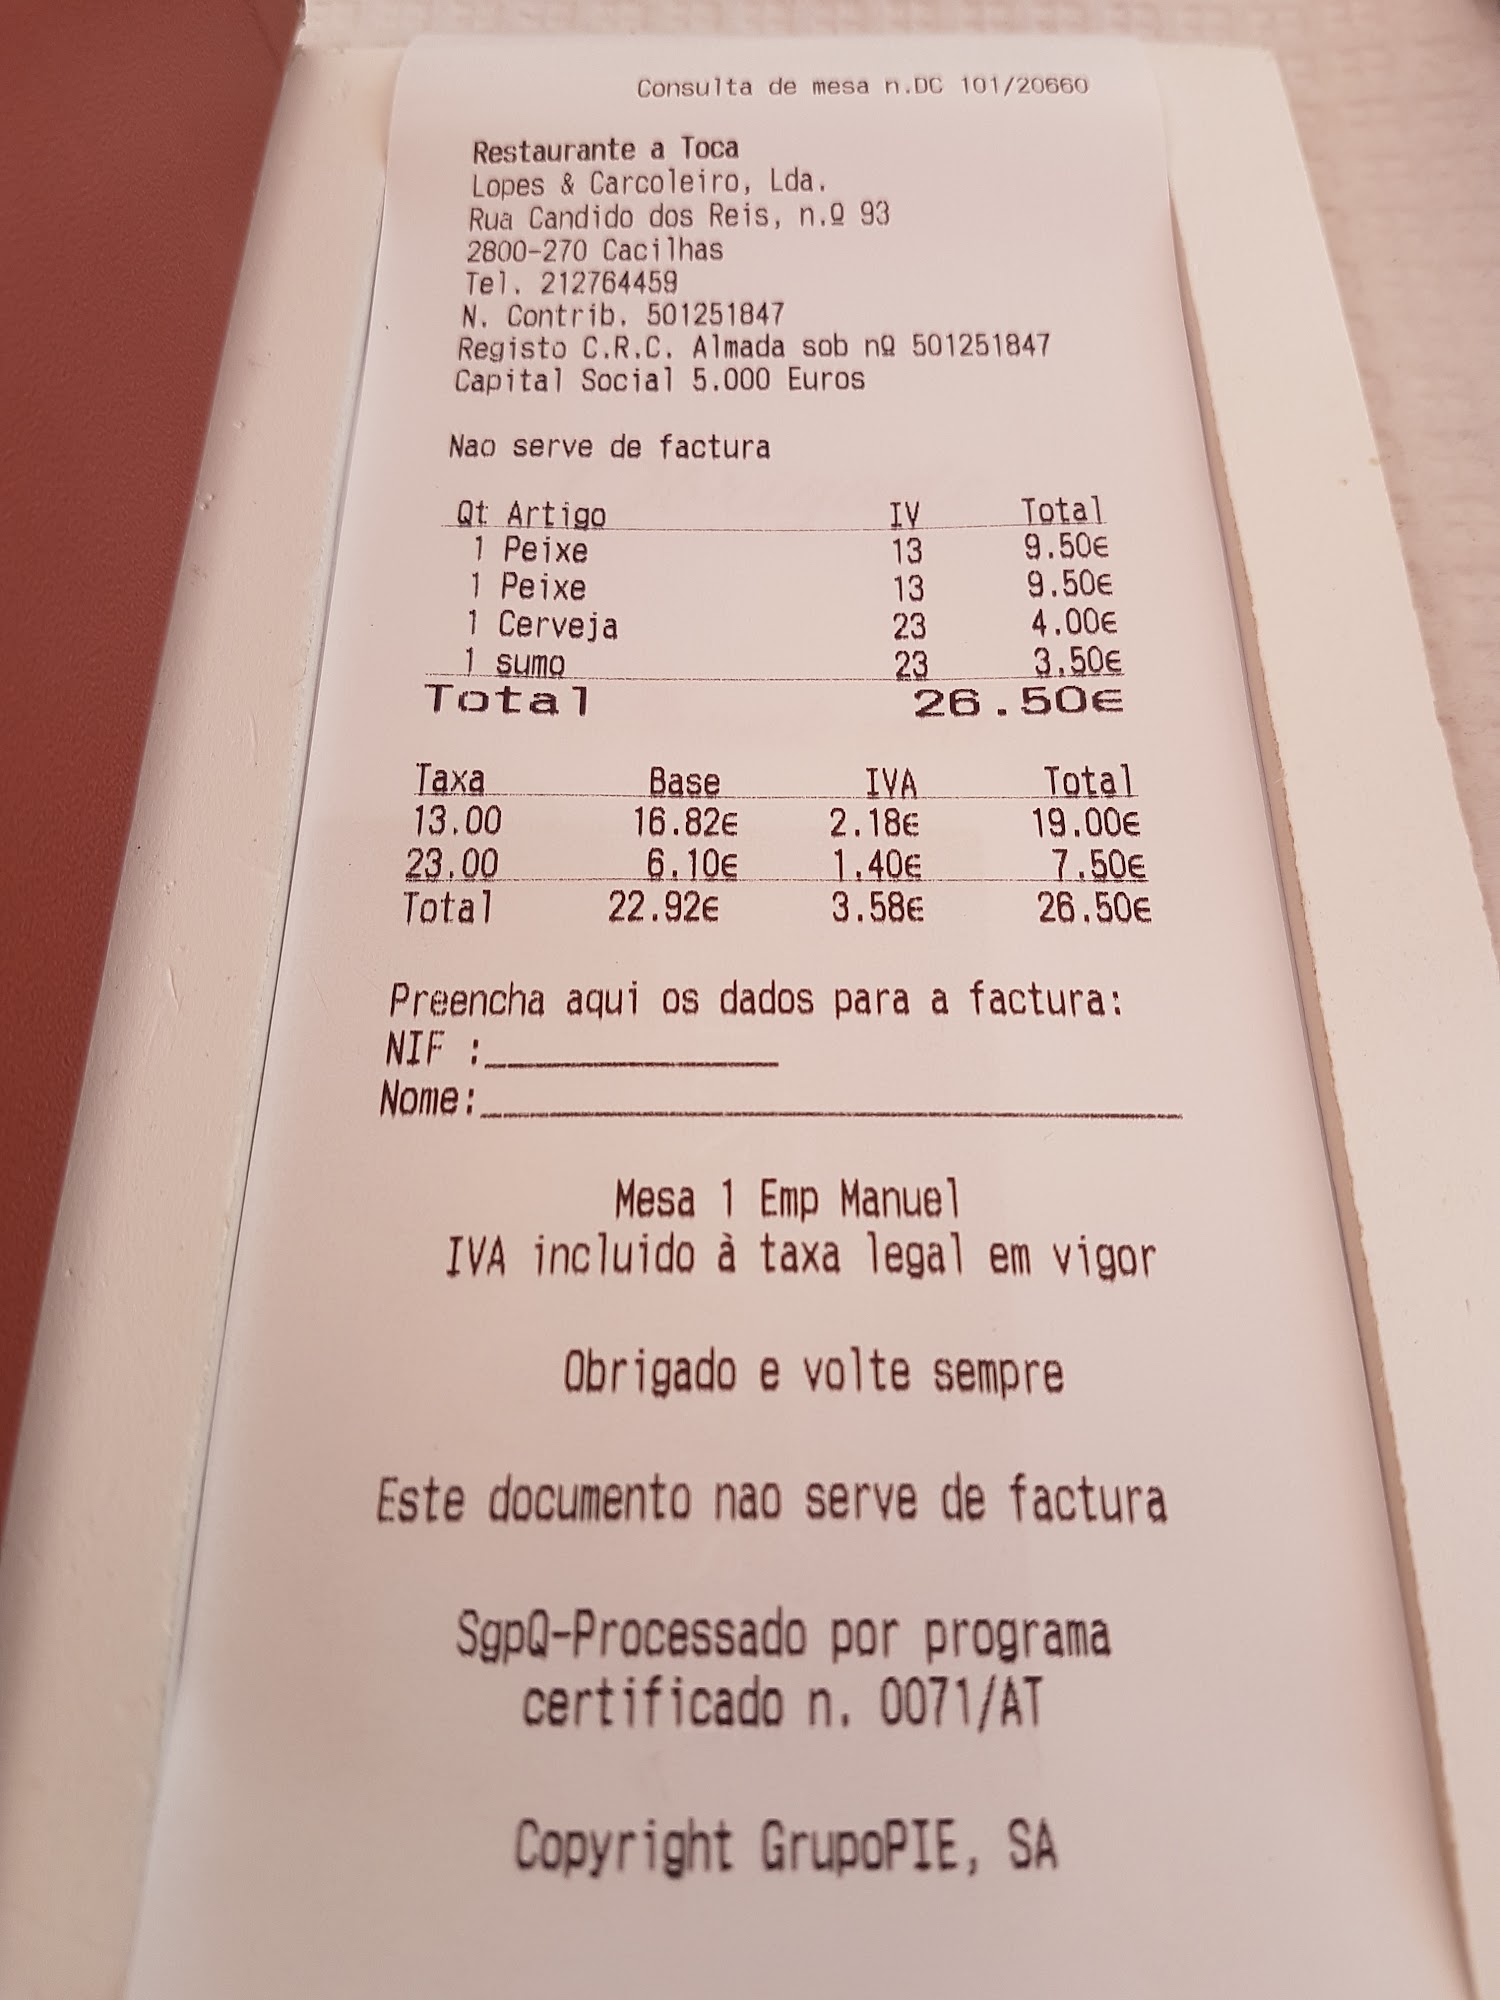 Consulta de mesa n.DC 101/20660
Restaurante a Toca
Lopes & Carcoleiro, Lda.
Rua Candido dos Reis, n.º 93
2800-270 Cacilhas
Tel. 212764459
N. Contrib. 501251847
Registo C.R.C. Almada sob nº 501251847
Capital Social 5.000 Euros
Nao serve de factura
Qt Artigo IV Total
1 Peixe 13 9.50€
1 Peixe 13 9.50€
1 Cerveja 23 4.00€
1 sumo 23 3.50€
Total 26.50€
Taxa Base IVA Total
13.00 16.82€ 2.18€ 19.00€
23.00 6.10€ 1.40€ 7.50€
Total 22.92€ 3.58€ 26.50€
Preencha aqui os dados para a factura:
NIF :
Nome:
Mesa 1 Emp Manuel
IVA incluido à taxa legal em vigor
Obrigado e volte sempre
Este documento nao serve de factura
SgpQ-Processado por programa
certificado n. 0071/AT
Copyright GrupoPIE, SA